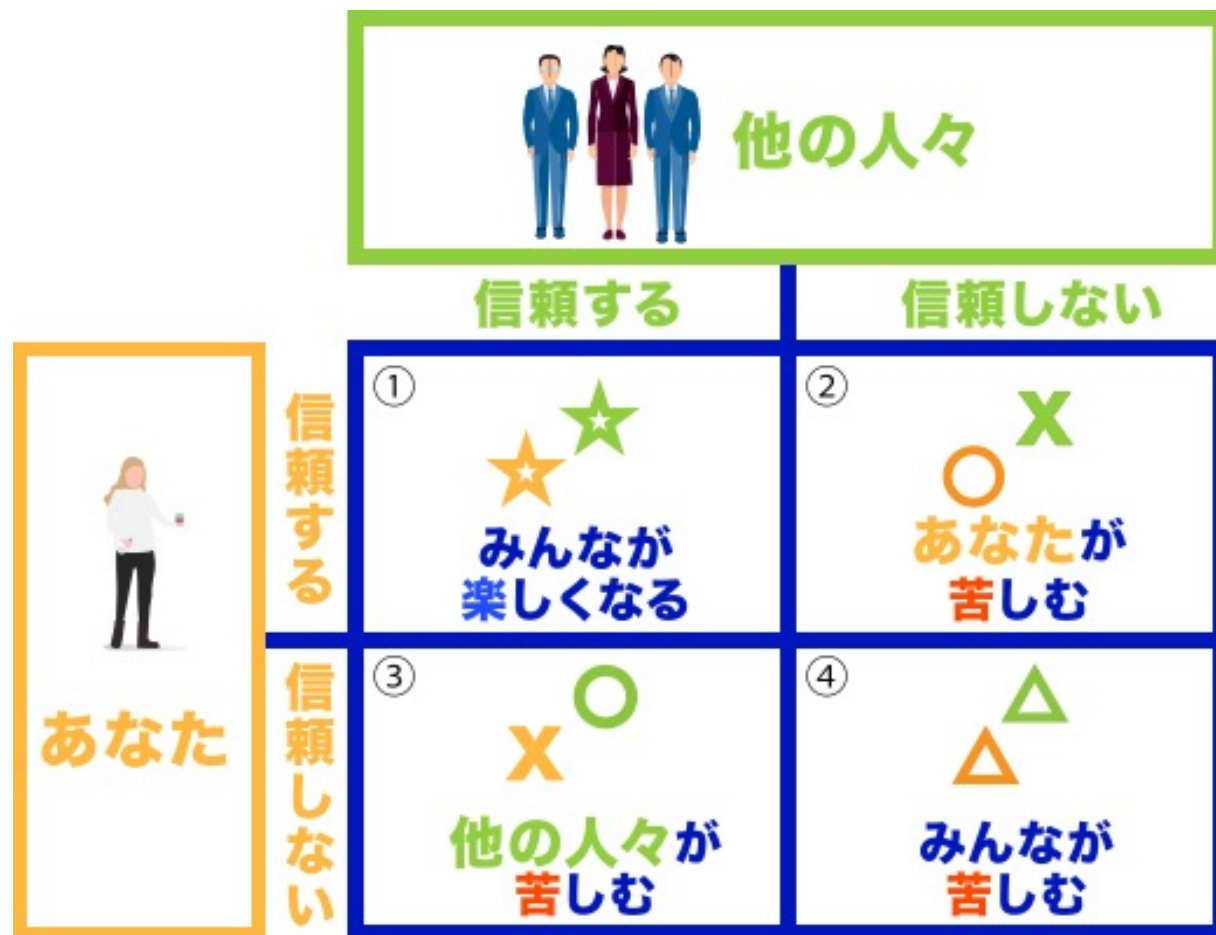 他の人々
信頼する
信頼しない
あなた
信頼する
①
みんなが
楽しくなる
②
あなたが
苦しむ
信頼しない
③
他の人々が
苦しむ
④
みんなが
苦しむ